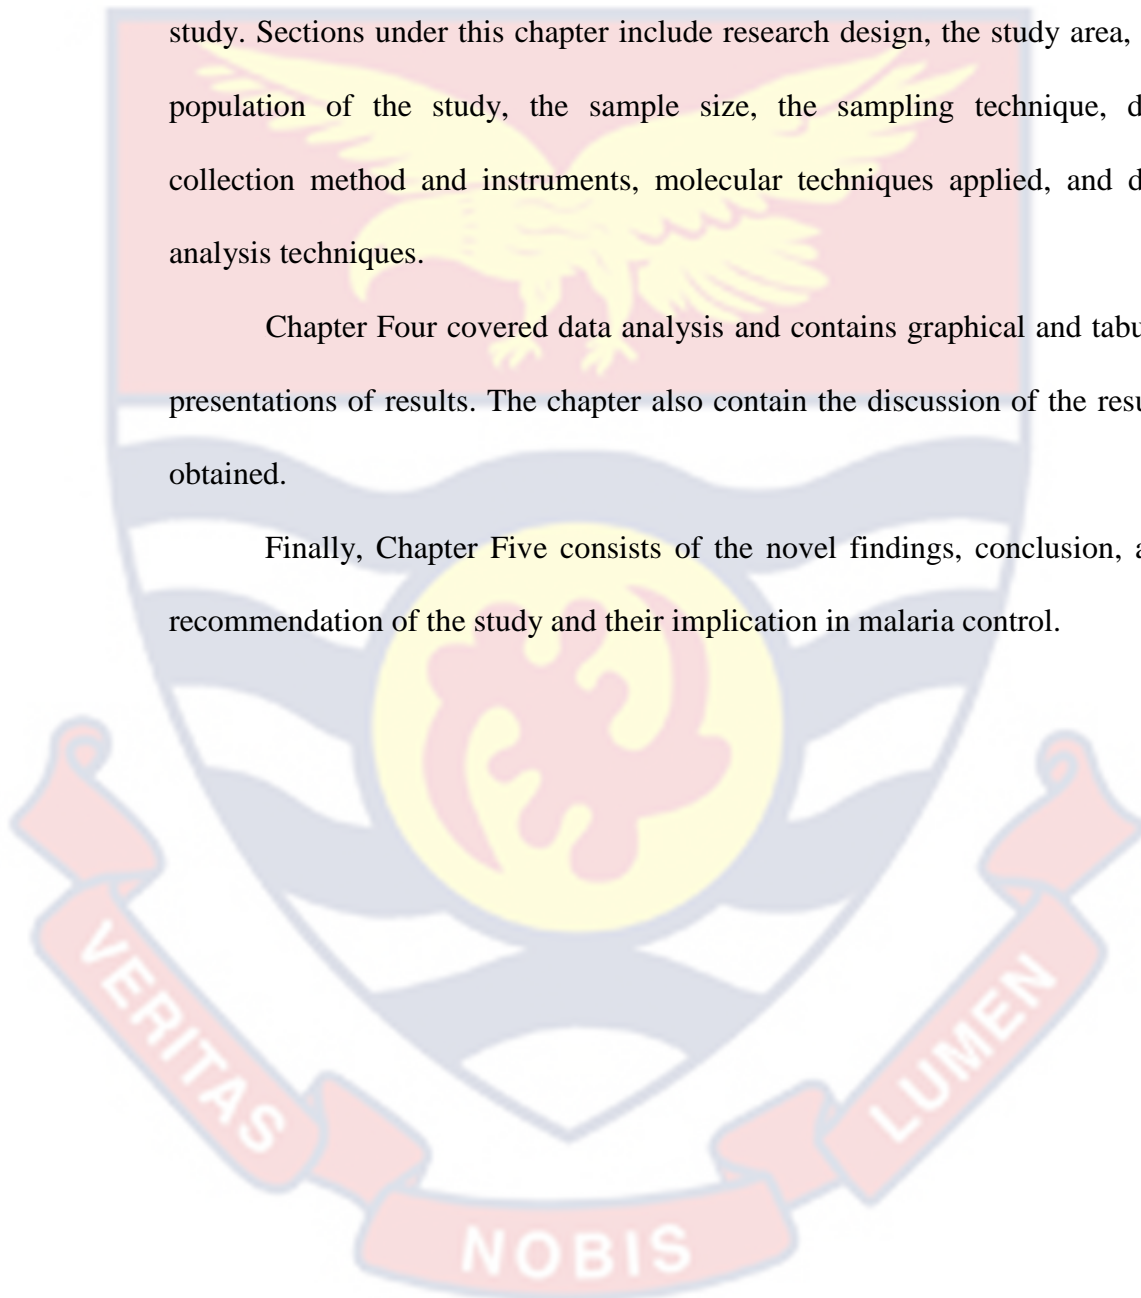 study. Sections under this chapter include research design, the study area,
population of the study, the sample size, the sampling technique, d
collection method and instruments, molecular techniques applied, and d
analysis techniques.
Chapter Four covered data analysis and contains graphical and tabu
presentations of results. The chapter also contain the discussion of the resu
obtained.
Finally, Chapter Five consists of the novel findings, conclusion, a
recommendation of the study and their implication in malaria control.
VERITAS
NOBIS
LUMEN